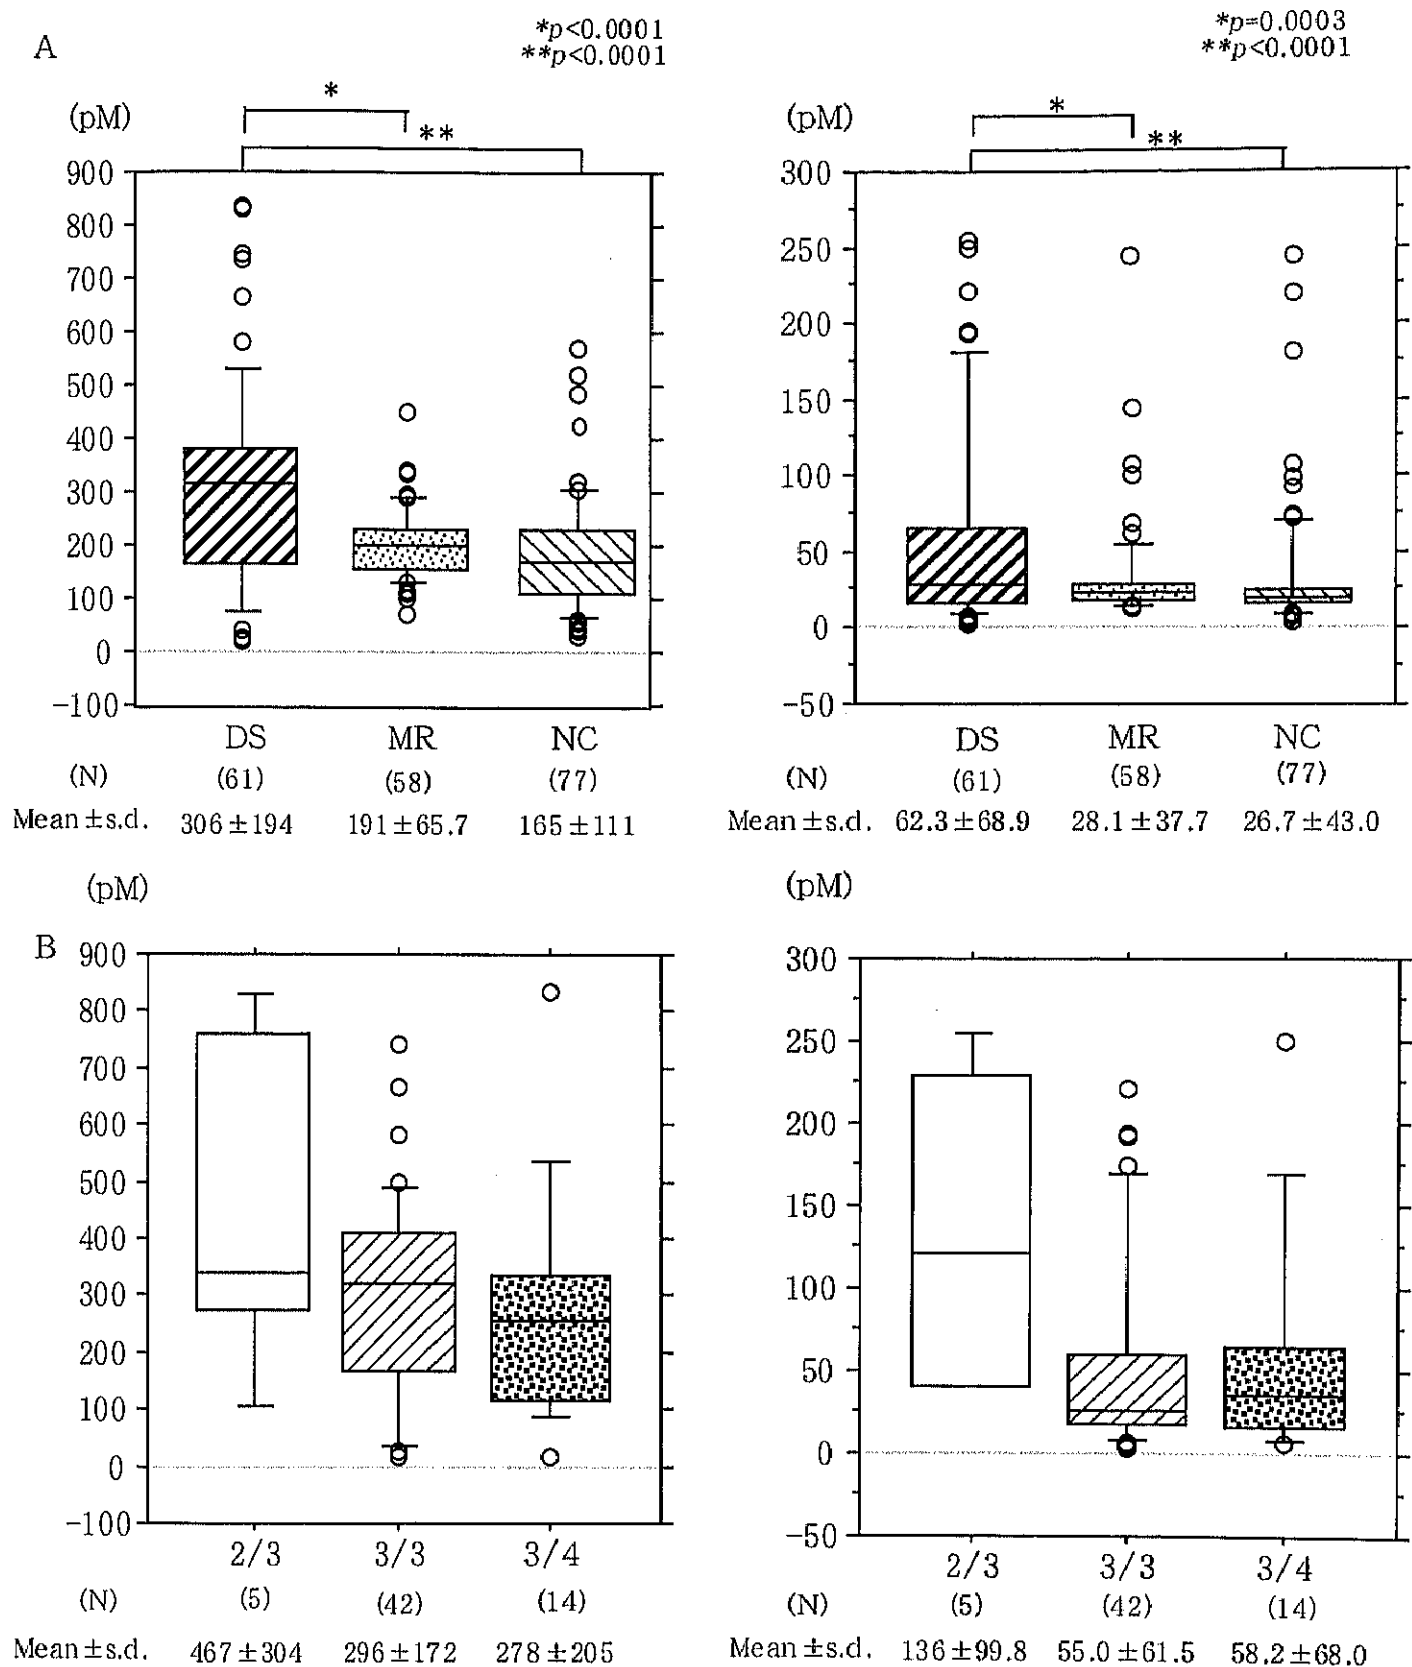 A
*p<0.0001
**p<0.0001
(pM)
*
**
900
800
700
600
500
400
300
200
100
0
-100
DS MR NC
(N) (61) (58) (77)
Mean±s.d. 306±194 191±65.7 165±111
*p=0.0003
**p<0.0001
(pM)
*
**
300
250
200
150
100
50
0
-50
DS MR NC
(N) (61) (58) (77)
Mean±s.d. 62.3±68.9 28.1±37.7 26.7±43.0
(pM)
B
900
800
700
600
500
400
300
200
100
0
-100
2/3 3/3 3/4
(N) (5) (42) (14)
Mean±s.d. 467±304 296±172 278±205
(pM)
300
250
200
150
100
50
0
-50
2/3 3/3 3/4
(N) (5) (42) (14)
Mean±s.d. 136±99.8 55.0±61.5 58.2±68.0